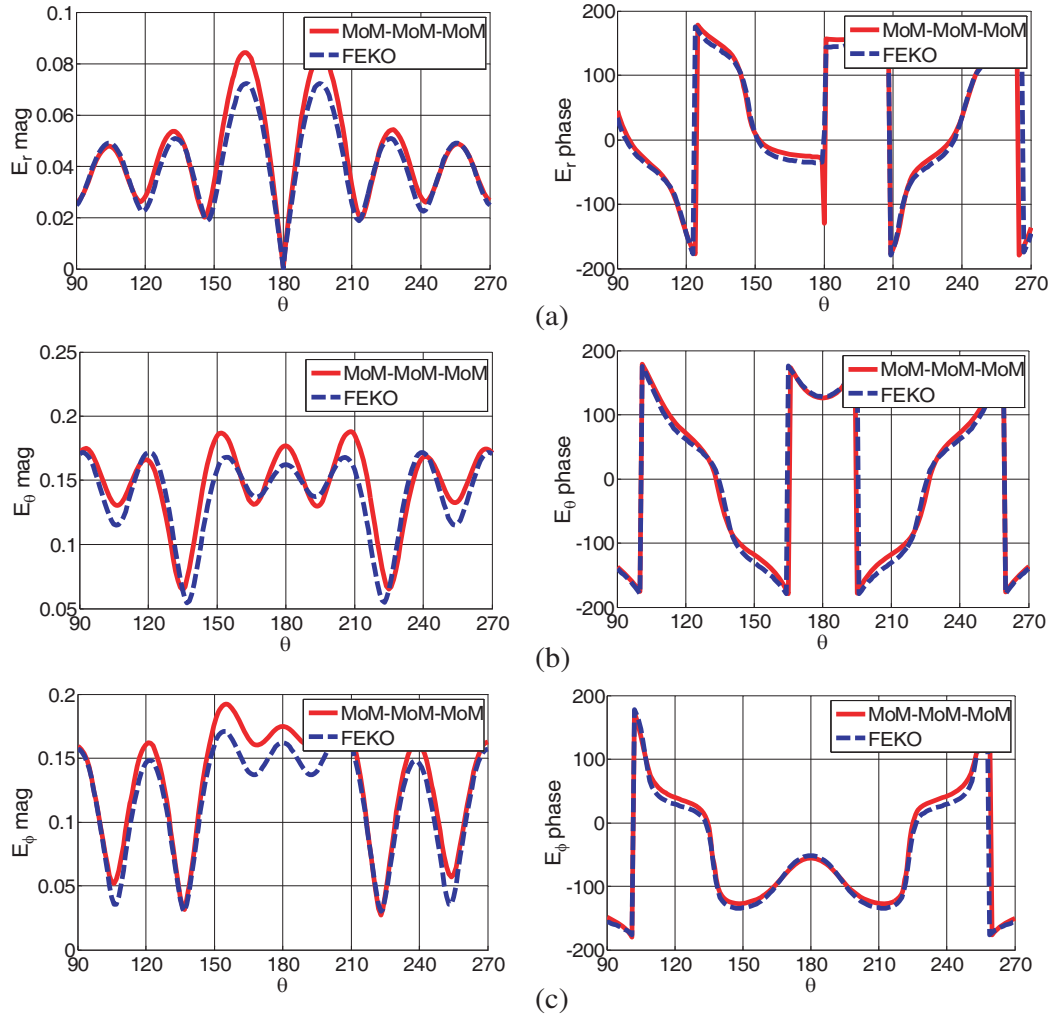 0.1
0.08
0.06
0.04
0.02
0
E_r mag
MoM-MoM-MoM
FEKO
90 120 150 180 210 240 270
θ
200
100
0
-100
-200
E_r phase
MoM-MoM-MoM
FEKO
90 120 150 180 210 240 270
θ
(a)
0.25
0.2
0.15
0.1
0.05
E_θ mag
MoM-MoM-MoM
FEKO
90 120 150 180 210 240 270
θ
200
100
0
-100
-200
E_θ phase
MoM-MoM-MoM
FEKO
90 120 150 180 210 240 270
θ
(b)
0.2
0.15
0.1
0.05
0
E_ϕ mag
MoM-MoM-MoM
FEKO
90 120 150 180 210 240 270
θ
200
100
0
-100
-200
E_ϕ phase
MoM-MoM-MoM
FEKO
90 120 150 180 210 240 270
θ
(c)